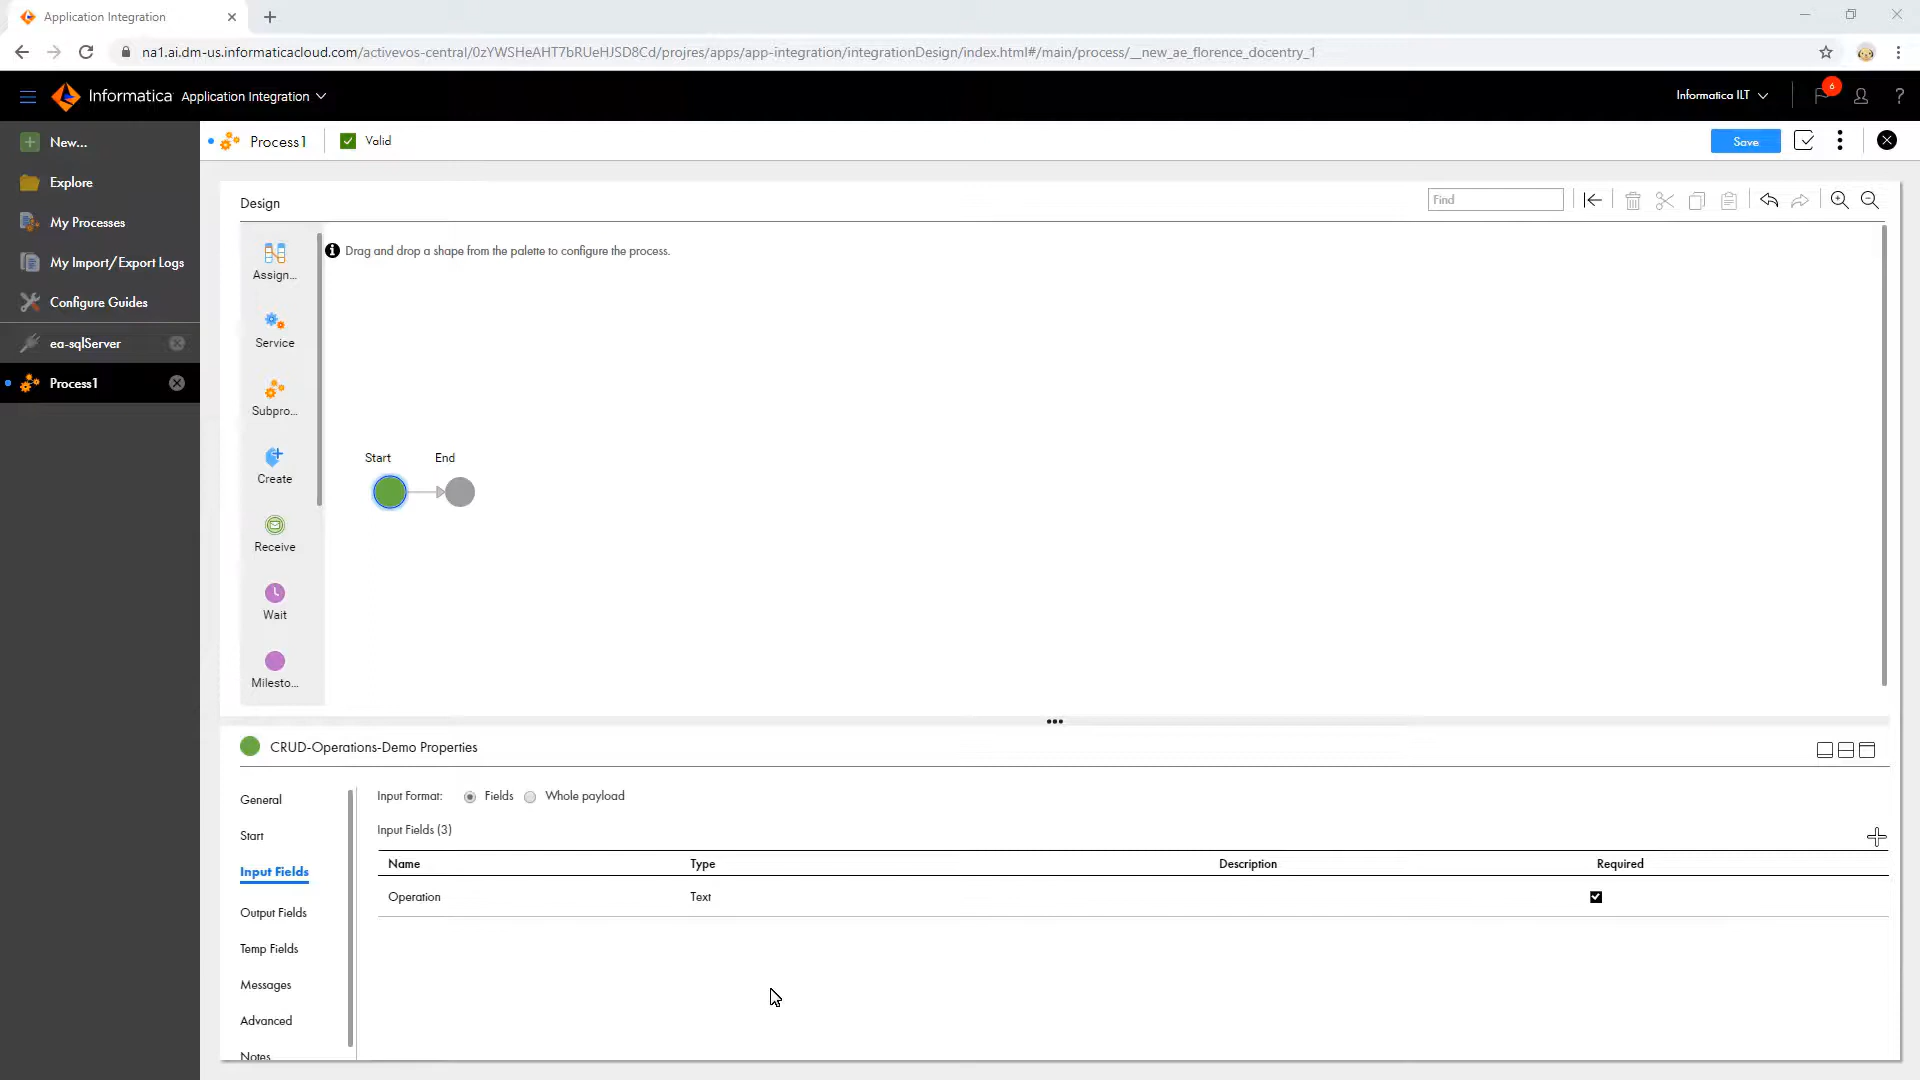 Application Integration
na1.ai.dm-us.informaticacloud.com/activevos-central/0zYWSHeAHT7bRUeHJSD8Cd/projres/apps/app-integration/integrationDesign/index.html#/main/process/__new_ae_florence_docentry_1
Informatica Application Integration
Informatica ILT
6
?
New...
Explore
My Processes
My Import/Export Logs
Configure Guides
ea-sqlServer
Process1
Process1
Valid
Save
Design
Find
Drag and drop a shape from the palette to configure the process.
Assign...
Service
Subpro...
Create
Receive
Wait
Milesto...
Start
End
CRUD-Operations-Demo Properties
General
Start
Input Fields
Output Fields
Temp Fields
Messages
Advanced
Notes
Input Format: Fields Whole payload
Input Fields (3)
Name Type Description Required
Operation Text